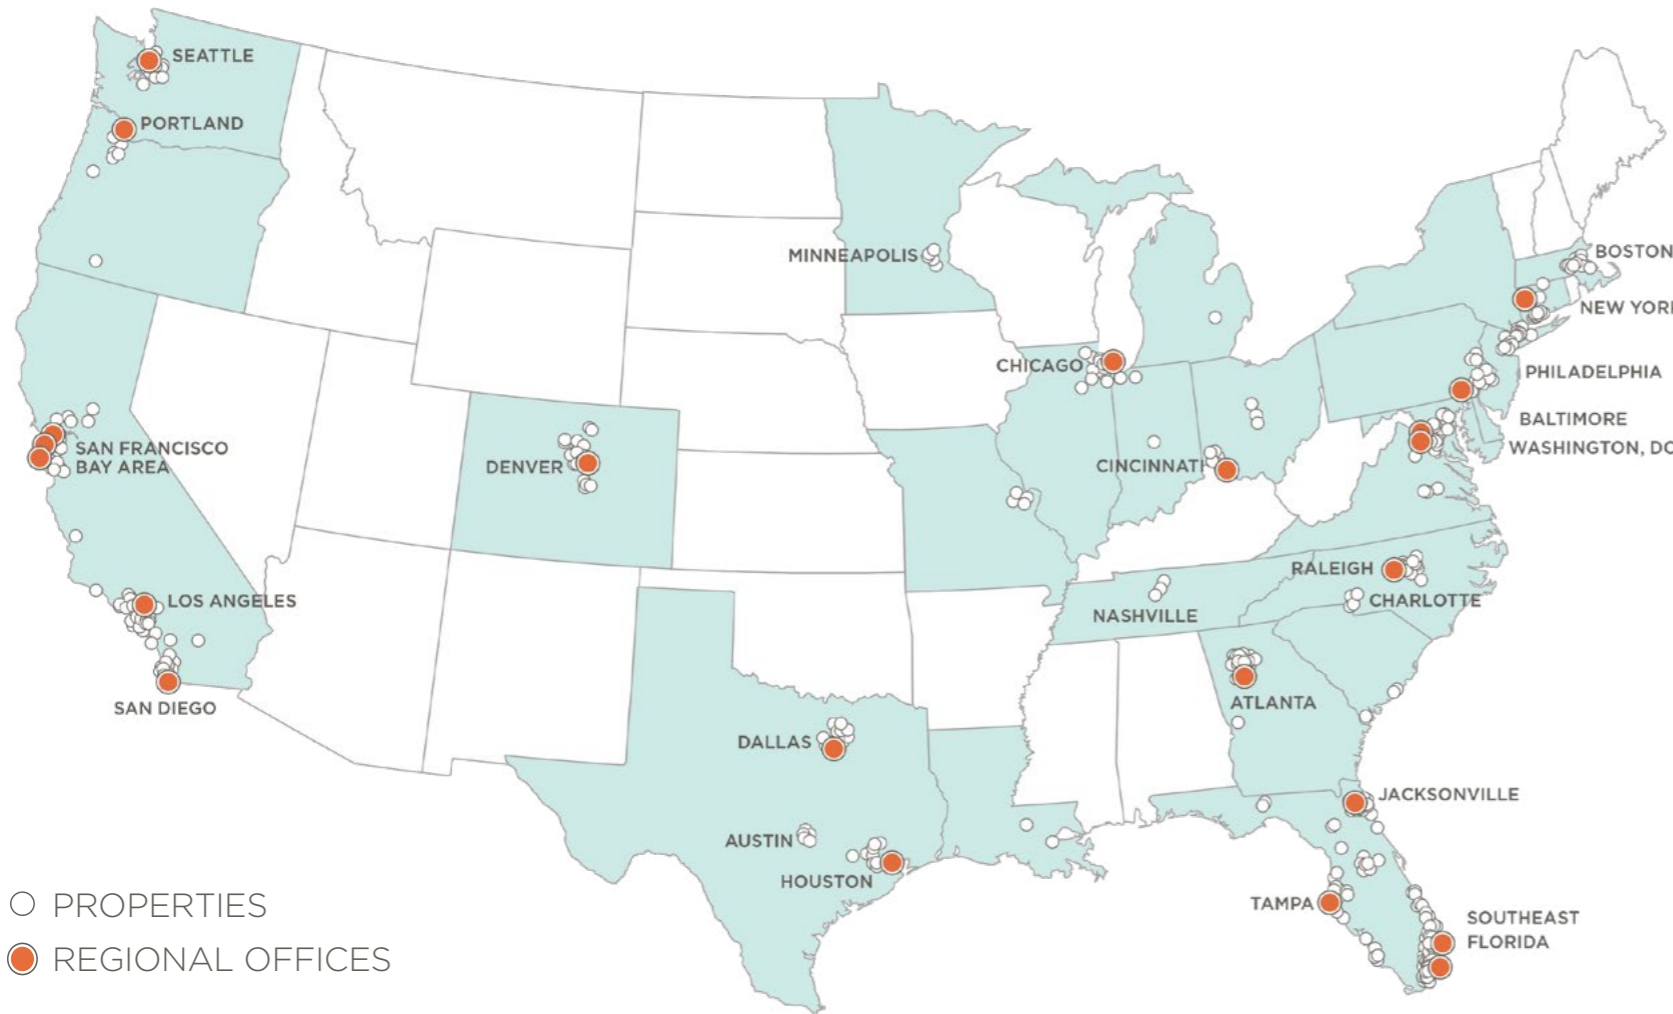 SEATTLE
PORTLAND
MINNEAPOLIS
BOSTON
NEW YOR
CHICAGO
PHILADELPHIA
BALTIMORE
WASHINGTON, DC
SAN FRANCISCO
BAY AREA
DENVER
CINCINNATI
RALEIGH
CHARLOTTE
NASHVILLE
LOS ANGELES
SAN DIEGO
ATLANTA
DALLAS
JACKSONVILLE
AUSTIN
HOUSTON
TAMPA
SOUTHEAST
FLORIDA
PROPERTIES
REGIONAL OFFICES